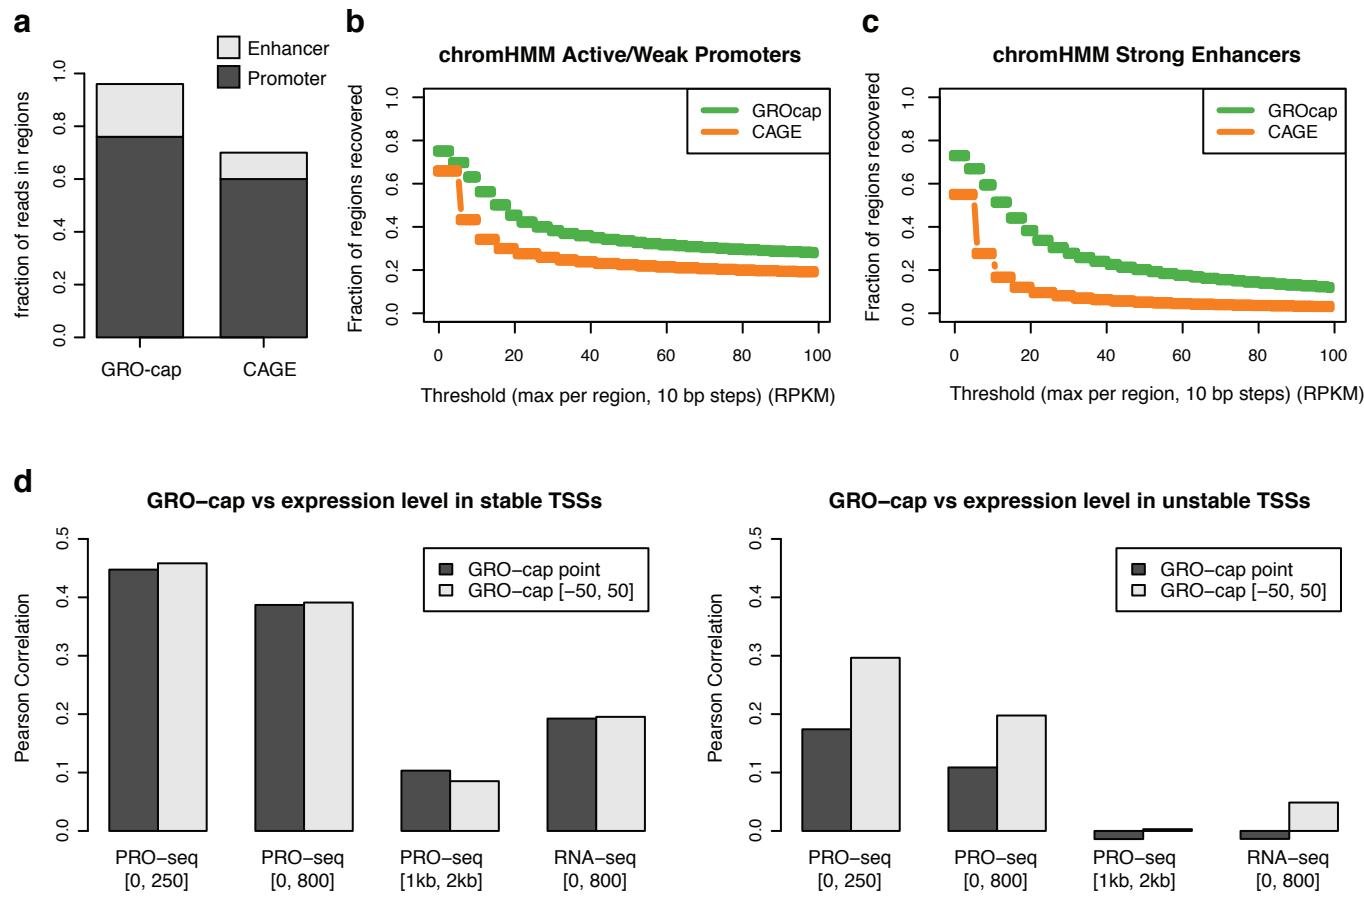 a
Enhancer
Promoter
fraction of reads in regions
0.0
0.2
0.4
0.6
0.8
1.0
GRO-cap
CAGE
b
chromHMM Active/Weak Promoters
GROcap
CAGE
Fraction of regions recovered
0.0
0.2
0.4
0.6
0.8
1.0
0
20
40
60
80
100
Threshold (max per region, 10 bp steps) (RPKM)
c
chromHMM Strong Enhancers
GROcap
CAGE
Fraction of regions recovered
0.0
0.2
0.4
0.6
0.8
1.0
0
20
40
60
80
100
Threshold (max per region, 10 bp steps) (RPKM)
d
GRO−cap vs expression level in stable TSSs
GRO−cap point
GRO−cap [−50, 50]
Pearson Correlation
0.0
0.1
0.2
0.3
0.4
0.5
PRO−seq
[0, 250]
PRO−seq
[0, 800]
PRO−seq
[1kb, 2kb]
RNA−seq
[0, 800]
GRO−cap vs expression level in unstable TSSs
GRO−cap point
GRO−cap [−50, 50]
Pearson Correlation
0.0
0.1
0.2
0.3
0.4
0.5
PRO−seq
[0, 250]
PRO−seq
[0, 800]
PRO−seq
[1kb, 2kb]
RNA−seq
[0, 800]